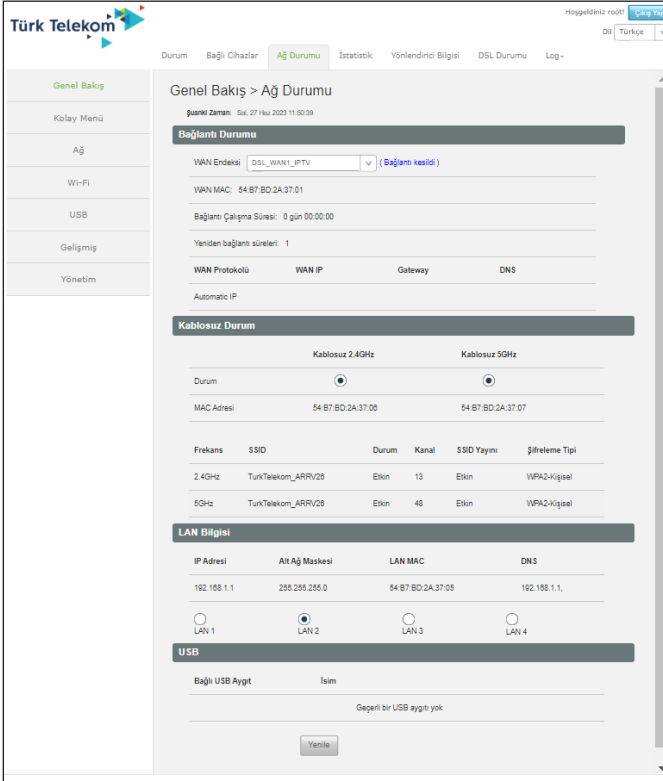 Hoşgeldiniz root! Çıkış Yap
Türk Telekom
Dil Türkçe
Durum Bağlı Cihazlar Ağ Durumu İstatistik Yönlendirici Bilgisi DSL Durumu Log
Genel Bakış
Kolay Menü
Ağ
Wi-Fi
USB
Gelişmiş
Yönetim
Genel Bakış > Ağ Durumu
Şuanki Zaman: Sal, 27 Haz 2023 11:50:39
Bağlantı Durumu
WAN Endeksi DSL_WAN1_IPTV ( Bağlantı kesildi )
WAN MAC: 54:B7:BD:2A:37:01
Bağlantı Çalışma Süresi: 0 gün 00:00:00
Yeniden bağlantı süreleri: 1
WAN Protokolü WAN IP Gateway DNS
Automatic IP
Kablosuz Durum
Kablosuz 2.4GHz Kablosuz 5GHz
Durum
MAC Adresi 54:B7:BD:2A:37:06 54:B7:BD:2A:37:07
Frekans SSID Durum Kanal SSID Yayını Şifreleme Tipi
2.4GHz TurkTelekom_ARRV26 Etkin 13 Etkin WPA2-Kişisel
5GHz TurkTelekom_ARRV26 Etkin 48 Etkin WPA2-Kişisel
LAN Bilgisi
IP Adresi Alt Ağ Maskesi LAN MAC DNS
192.168.1.1 255.255.255.0 54:B7:BD:2A:37:05 192.168.1.1,
LAN 1 LAN 2 LAN 3 LAN 4
USB
Bağlı USB Aygıt İsim
Geçerli bir USB aygıtı yok
Yenile